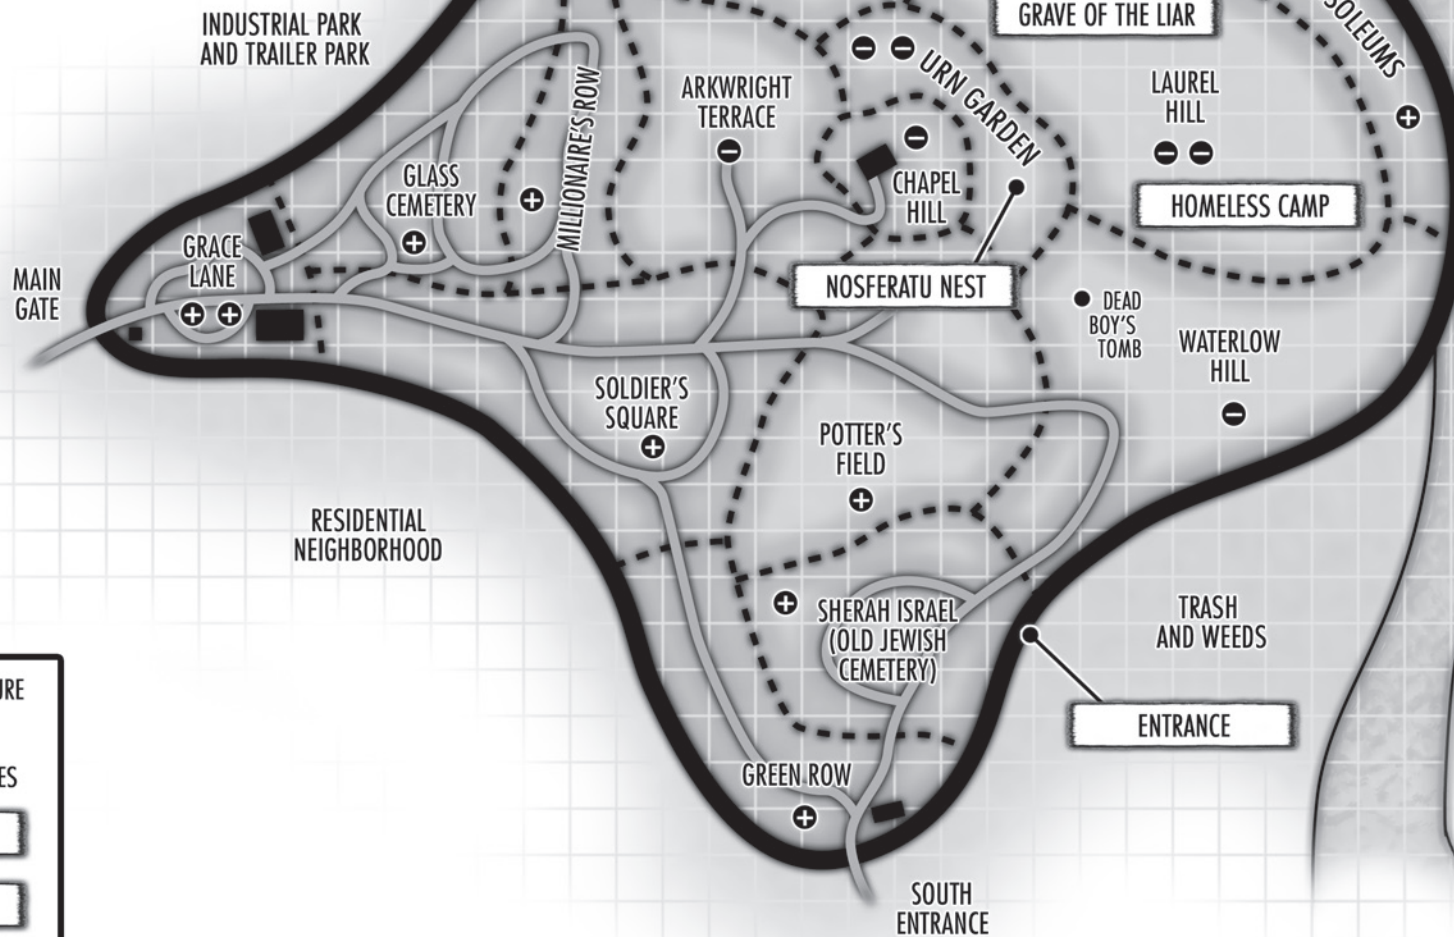 INDUSTRIAL PARK
AND TRAILER PARK
GRAVE OF THE LIAR
ARKWRIGHT
TERRACE
URN GARDEN
LAUREL
HILL
MILLIONAIRE'S ROW
GLASS
CEMETERY
CHAPEL
HILL
HOMELESS CAMP
GRACE
LANE
MAIN
GATE
NOSFERATU NEST
DEAD
BOY'S
TOMB
WATERLOW
HILL
SOLDIER'S
SQUARE
POTTER'S
FIELD
RESIDENTIAL
NEIGHBORHOOD
SHERAH ISRAEL
(OLD JEWISH
CEMETERY)
TRASH
AND WEEDS
ENTRANCE
GREEN ROW
SOUTH
ENTRANCE